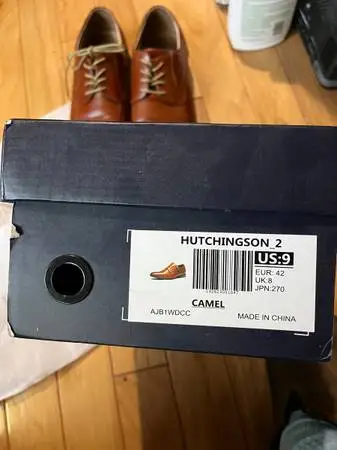 HUTCHINGSON_2
US:9
EUR: 42
UK:8
JPN:270
CAMEL
AJB1WDCC
MADE IN CHINA